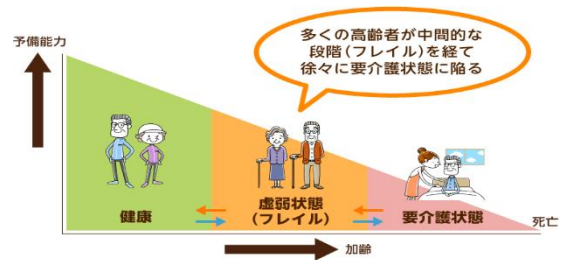 予備能力
多くの高齢者が中間的な
段階(フレイル)を経て
徐々に要介護状態に陥る
健康
虚弱状態
(フレイル)
要介護状態
死亡
加齢